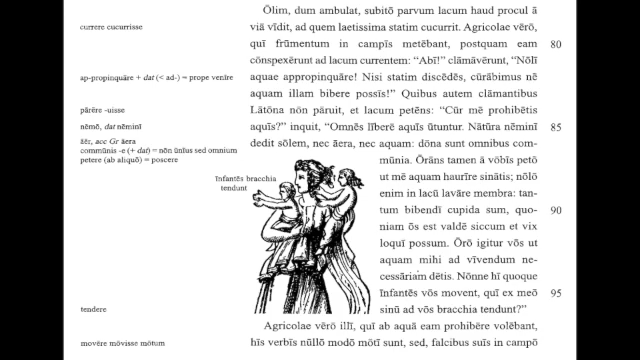 Ōlim, dum ambulat, subitō parvum lacum haud procul ā
currere cucurrisse
viā vīdit, ad quem laetissima statim cucurrit. Agricolae vērō,
quī frūmentum in campīs metēbant, postquam eam 80
cōnspexērunt ad lacum currentem: “Abī!” clāmāvērunt, “Nōlī
ap-propinquāre + dat (< ad-) = prope venīre
aquae appropinquāre! Nisi statim discēdēs, cūrābimus nē
aquam illam bibere possīs!” Quibus autem clāmantibus
pārēre -uisse
Lātōna nōn pāruit, et lacum petēns: “Cūr mē prohibētis
nēmō, dat nēminī
aquīs?” inquit, “Omnēs līberē aquīs ūtuntur. Nātūra nēminī 85
āēr, acc Gr āera
dedit sōlem, nec āera, nec aquam: dōna sunt omnibus com-
commūnis -e (+ dat) = nōn ūnīus sed omnium
petere (ab aliquō) = poscere
mūnia. Ōrāns tamen ā vōbīs petō
ut mē aquam haurīre sinātis; nōlō
īnfantēs bracchia
tendunt
enim in lacū lavāre membra: tan-
tum bibendī cupida sum, quo- 90
niam ōs est valdē siccum et vix
loquī possum. Ōrō igitur vōs ut
aquam mihi ad vīvendum ne-
cessāriam dētis. Nōnne hī quoque
īnfantēs vōs movent, quī ex meō 95
tendere
sinū ad vōs bracchia tendunt?”
Agricolae vērō illī, quī ab aquā eam prohibēre volēbant,
movēre mōvisse mōtum
hīs verbīs nūllō modō mōtī sunt, sed, falcibus suīs in campō